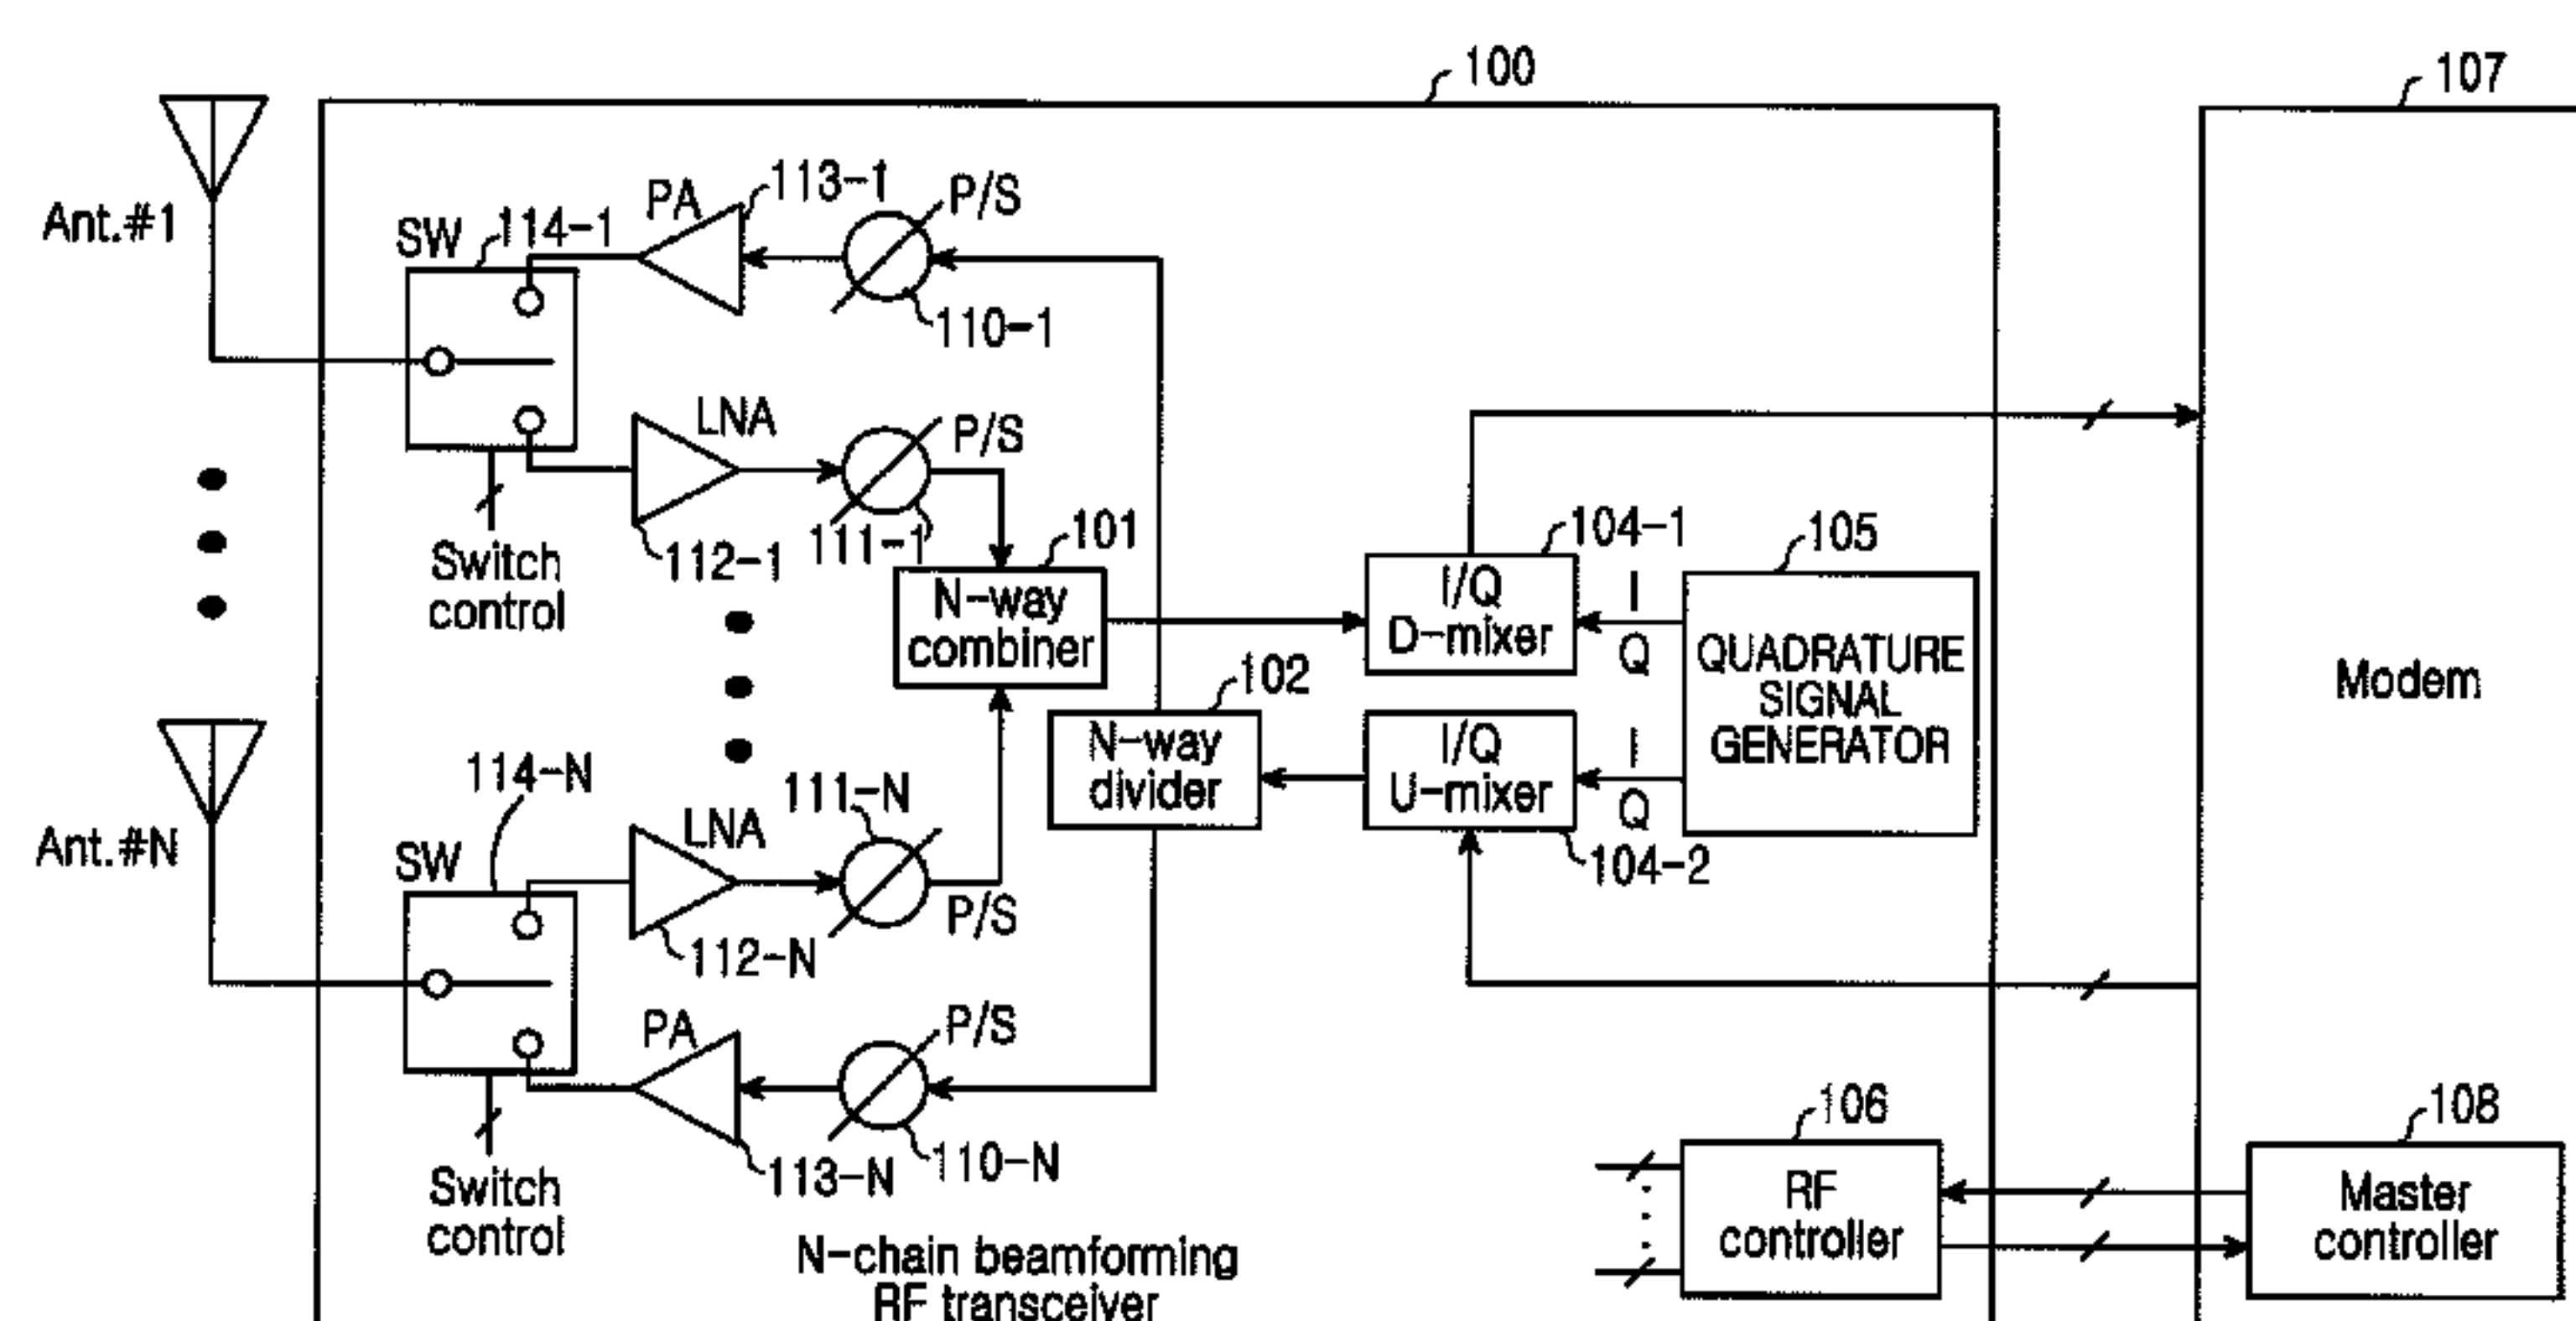 100
107
Ant.#1
SW
114-1
PA
113-1
P/S
110-1
LNA
112-1
P/S
111-1
Switch
control
101
N-way
combiner
102
N-way
divider
104-1
I/Q
D-mixer
I
Q
105
QUADRATURE
SIGNAL
GENERATOR
I/Q
U-mixer
104-2
I
Q
Modem
Ant.#N
SW
114-N
LNA
112-N
111-N
P/S
PA
113-N
P/S
110-N
Switch
control
N-chain beamforming
RF transceiver
106
RF
controller
108
Master
controller